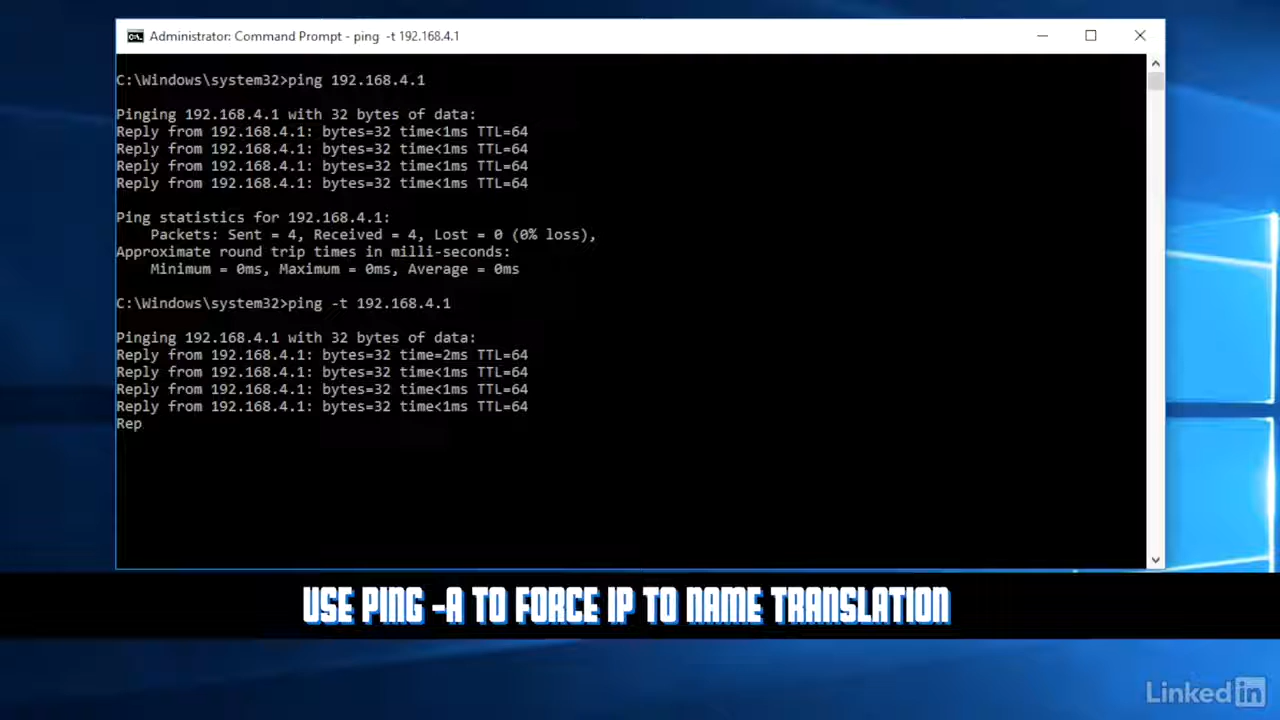 Administrator: Command Prompt - ping  -t 192.168.4.1
C:\Windows\system32>ping 192.168.4.1
Pinging 192.168.4.1 with 32 bytes of data:
Reply from 192.168.4.1: bytes=32 time<1ms TTL=64
Reply from 192.168.4.1: bytes=32 time<1ms TTL=64
Reply from 192.168.4.1: bytes=32 time<1ms TTL=64
Reply from 192.168.4.1: bytes=32 time<1ms TTL=64
Ping statistics for 192.168.4.1:
    Packets: Sent = 4, Received = 4, Lost = 0 (0% loss),
Approximate round trip times in milli-seconds:
    Minimum = 0ms, Maximum = 0ms, Average = 0ms
C:\Windows\system32>ping -t 192.168.4.1
Pinging 192.168.4.1 with 32 bytes of data:
Reply from 192.168.4.1: bytes=32 time=2ms TTL=64
Reply from 192.168.4.1: bytes=32 time<1ms TTL=64
Reply from 192.168.4.1: bytes=32 time<1ms TTL=64
Reply from 192.168.4.1: bytes=32 time<1ms TTL=64
Rep
USE PING -A TO FORCE IP TO NAME TRANSLATION
Linked in